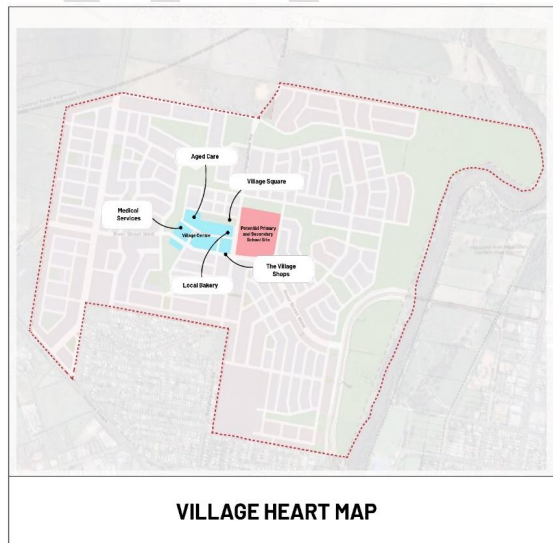 Aged Care
Village Square
Medical
Services
Village Centre
Potential Primary
and Secondary
School Site
The Village
Shops
Local Bakery
VILLAGE HEART MAP